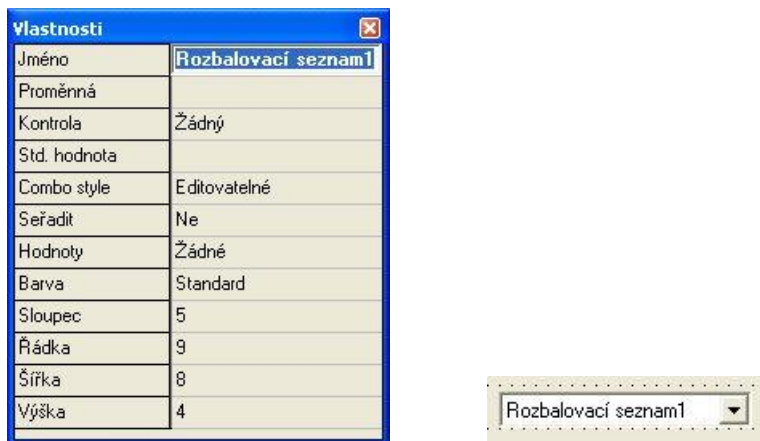 Vlastnosti
Jméno Rozbalovací seznam1
Proměnná
Kontrola Žádný
Std. hodnota
Combo style Editovatelné
Seřadit Ne
Hodnoty Žádné
Barva Standard
Sloupec 5
Řádka 9
Šířka 8
Výška 4
Rozbalovací seznam1